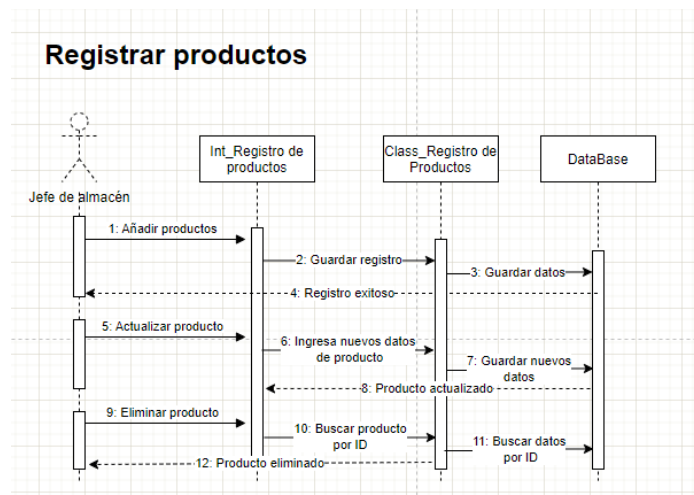 Registrar productos
Jefe de almacén
Int_Registro de
productos
Class_Registro de
Productos
DataBase
1: Añadir productos
2: Guardar registro
3: Guardar datos
4: Registro exitoso
5: Actualizar producto
6: Ingresa nuevos datos
de producto
7: Guardar nuevos
datos
8: Producto actualizado
9: Eliminar producto
10: Buscar producto
por ID
11: Buscar datos
por ID
12: Producto eliminado